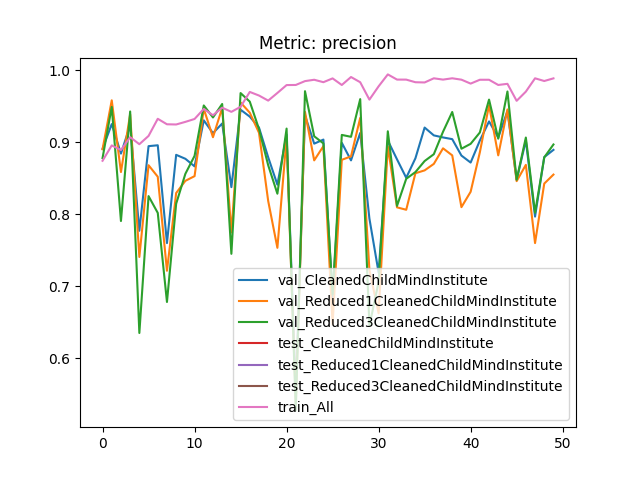 Metric: precision
1.0
0.9
0.8
0.7
0.6
val_CleanedChildMindInstitute
val_Reduced1CleanedChildMindInstitute
val_Reduced3CleanedChildMindInstitute
test_CleanedChildMindInstitute
test_Reduced1CleanedChildMindInstitute
test_Reduced3CleanedChildMindInstitute
train_All
0 10 20 30 40 50